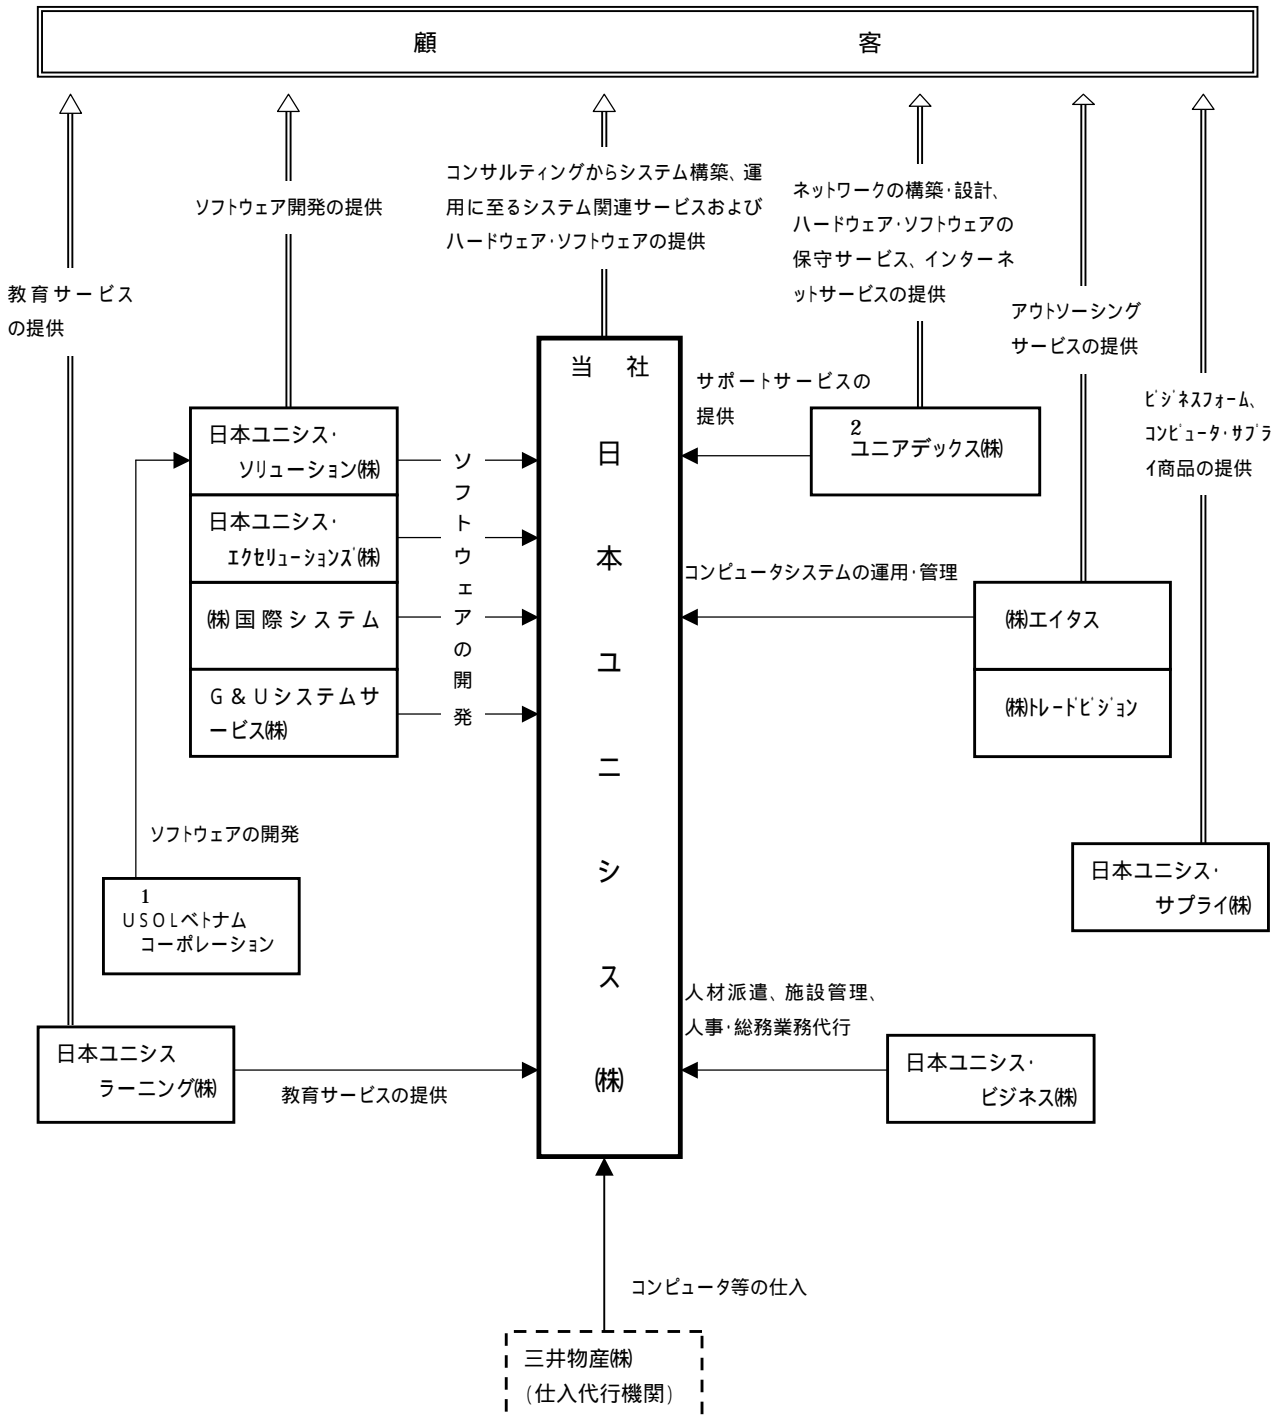 顧 客
ソフトウェア開発の提供
コンサルティングからシステム構築、運
用に至るシステム関連サービスおよび
ハードウェア・ソフトウェアの提供
ネットワークの構築・設計、
ハードウェア・ソフトウェアの
保守サービス、インターネ
ットサービスの提供
教育サービス
の提供
アウトソーシング
サービスの提供
ビジネスフォーム、
コンピュータ・サプラ
イ商品の提供
当 社
日本ユニシス㈱
サポートサービスの
提供
2
ユニアデックス㈱
日本ユニシス・
ソリューション㈱
日本ユニシス・
エクセリューションズ㈱
㈱国際システム
G&Uシステムサ
ービス㈱
ソフトウェアの開発
コンピュータシステムの運用・管理
㈱エイタス
㈱トレードビジョン
ソフトウェアの開発
1
USOLベトナム
コーポレーション
日本ユニシス・
サプライ㈱
日本ユニシス
ラーニング㈱
教育サービスの提供
人材派遣、施設管理、
人事・総務業務代行
日本ユニシス・
ビジネス㈱
コンピュータ等の仕入
三井物産㈱
(仕入代行機関)